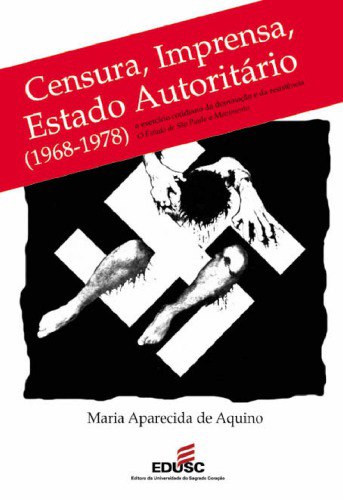 Censura, Imprensa,
Estado Autoritário
(1968-1978)
o exercício cotidiano da dominação e da resistência
O Estado de São Paulo e Movimento
Maria Aparecida de Aquino
EDUSC
Editora da Universidade do Sagrado Coração